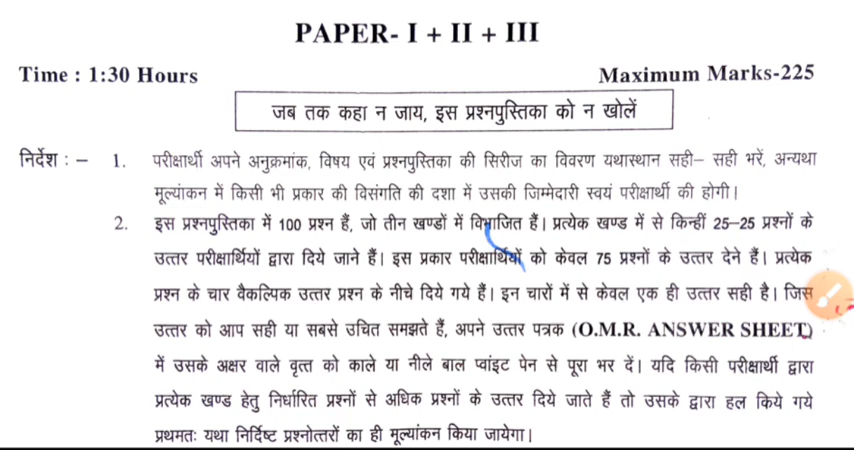 PAPER- I + II + III
Time : 1:30 Hours Maximum Marks-225
जब तक कहा न जाय, इस प्रश्नपुस्तिका को न खोलें
निर्देश : – 1. परीक्षार्थी अपने अनुक्रमांक, विषय एवं प्रश्नपुस्तिका की सिरीज का विवरण यथास्थान सही– सही भरें, अन्यथा
मूल्यांकन में किसी भी प्रकार की विसंगति की दशा में उसकी जिम्मेदारी स्वयं परीक्षार्थी की होगी।
2. इस प्रश्नपुस्तिका में 100 प्रश्न हैं, जो तीन खण्डों में विभाजित हैं। प्रत्येक खण्ड में से किन्हीं 25–25 प्रश्नों के
उत्तर परीक्षार्थियों द्वारा दिये जाने हैं। इस प्रकार परीक्षार्थियों को केवल 75 प्रश्नों के उत्तर देने हैं। प्रत्येक
प्रश्न के चार वैकल्पिक उत्तर प्रश्न के नीचे दिये गये हैं। इन चारों में से केवल एक ही उत्तर सही है। जिस
उत्तर को आप सही या सबसे उचित समझते हैं, अपने उत्तर पत्रक (O.M.R. ANSWER SHEET)
में उसके अक्षर वाले वृत्त को काले या नीले बाल प्वांइट पेन से पूरा भर दें। यदि किसी परीक्षार्थी द्वारा
प्रत्येक खण्ड हेतु निर्धारित प्रश्नों से अधिक प्रश्नों के उत्तर दिये जाते हैं तो उसके द्वारा हल किये गये
प्रथमतः यथा निर्दिष्ट प्रश्नोत्तरों का ही मूल्यांकन किया जायेगा।